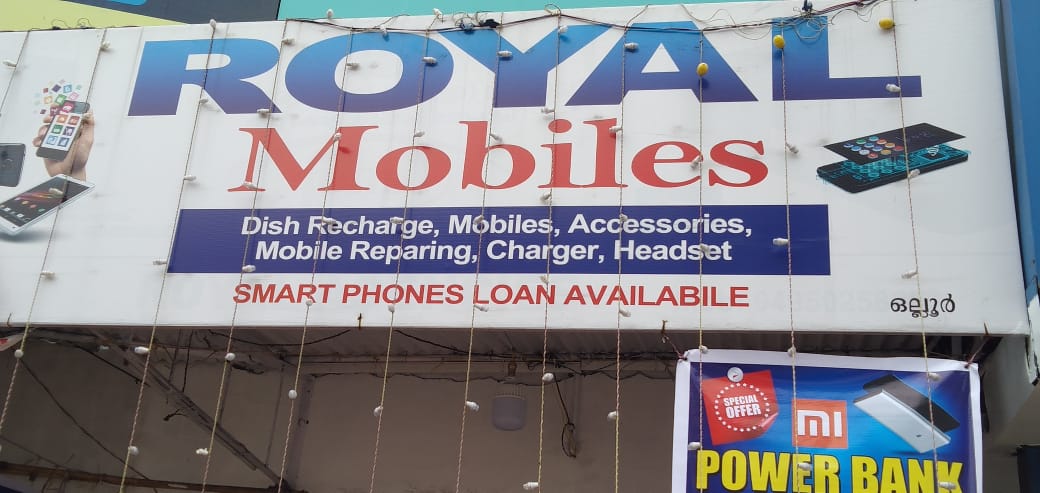 ROYAL
Mobiles
Dish Recharge, Mobiles, Accessories,
Mobile Reparing, Charger, Headset
SMART PHONES LOAN AVAILABILE
ഒല്ലൂർ
SPECIAL
OFFER
mi
POWER BANK